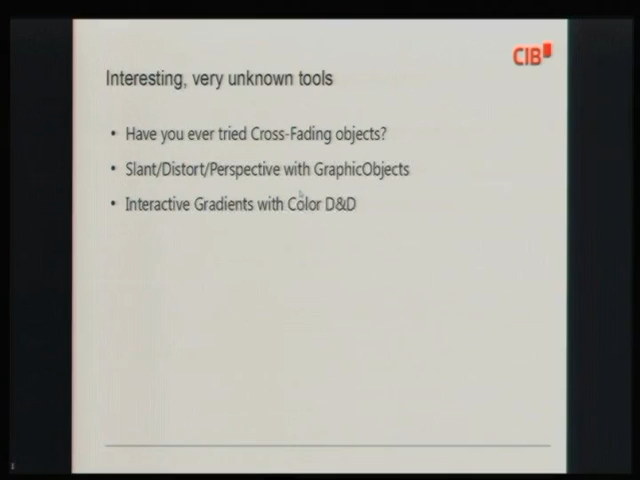 CIB
Interesting, very unknown tools
• Have you ever tried Cross-Fading objects?
• Slant/Distort/Perspective with GraphicObjects
• Interactive Gradients with Color D&D